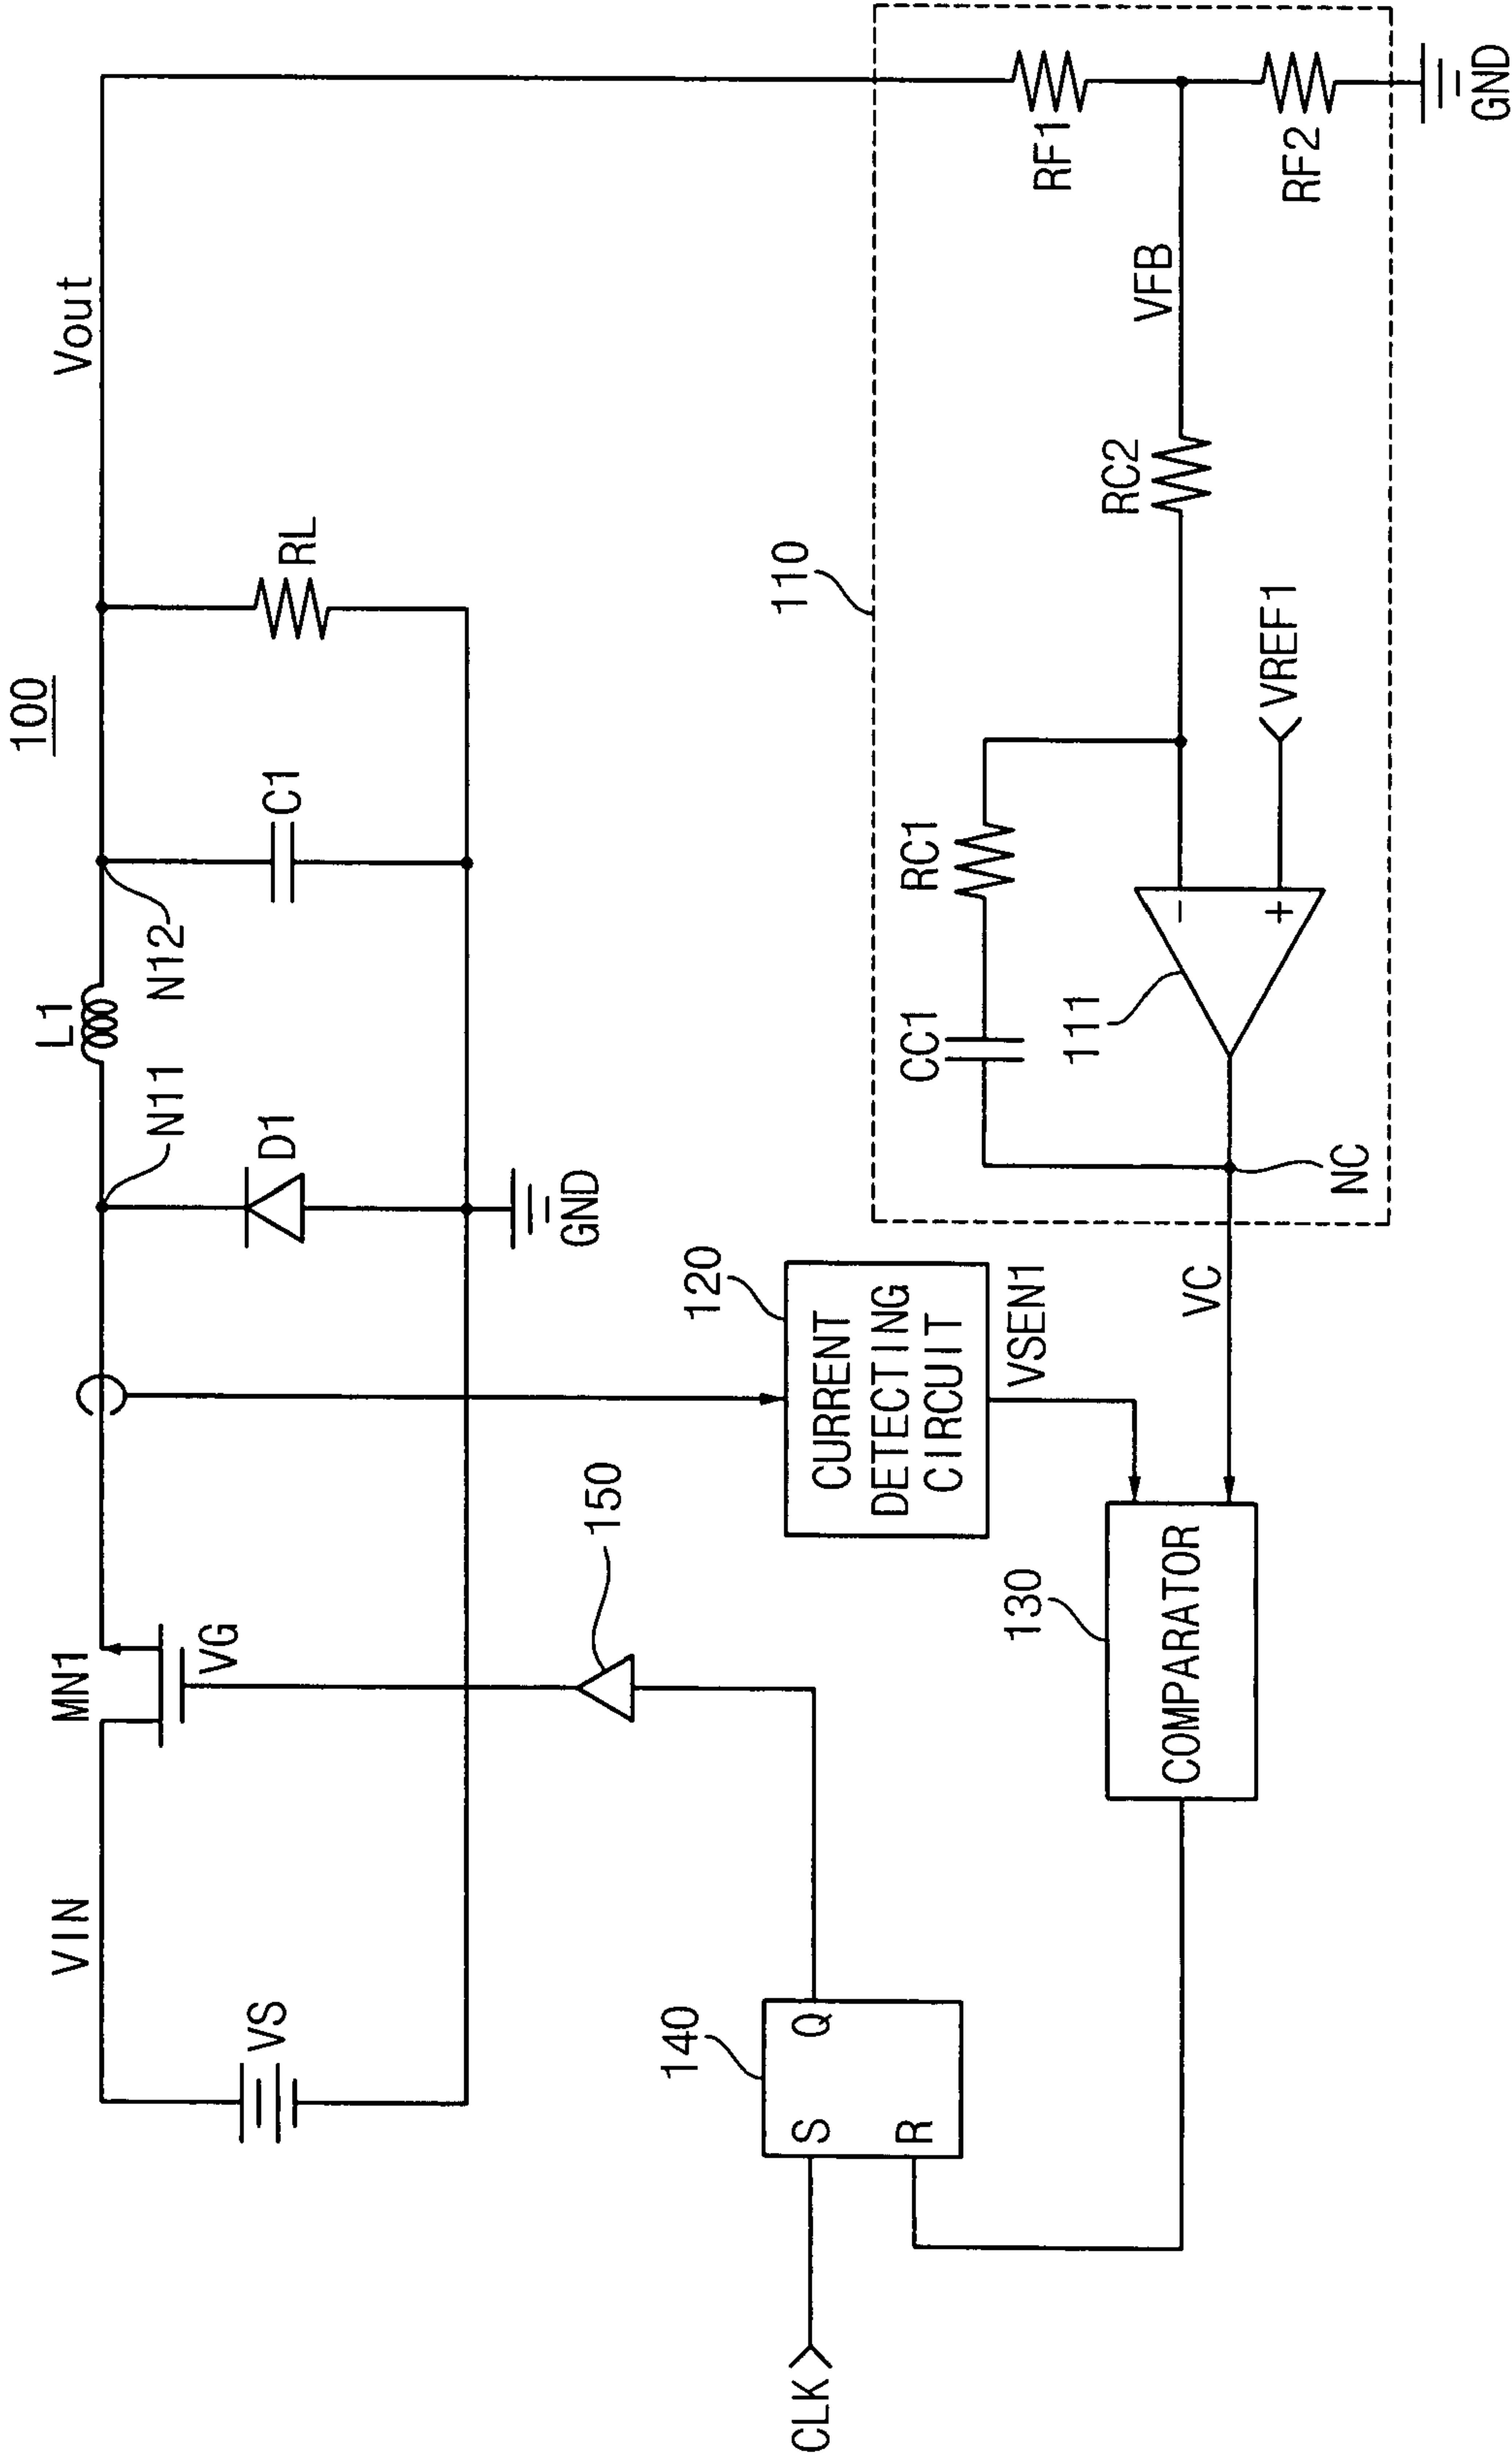 100
VIN
MN1
L1
Vout
VG
N11
N12
VS
D1
C1
RL
GND
150
120
CURRENT
DETECTING
CIRCUIT
VSEN1
110
CLK
140
S
Q
R
130
COMPARATOR
VC
NC
CC1
RC1
111
-
+
VREF1
RC2
VFB
RF1
RF2
GND